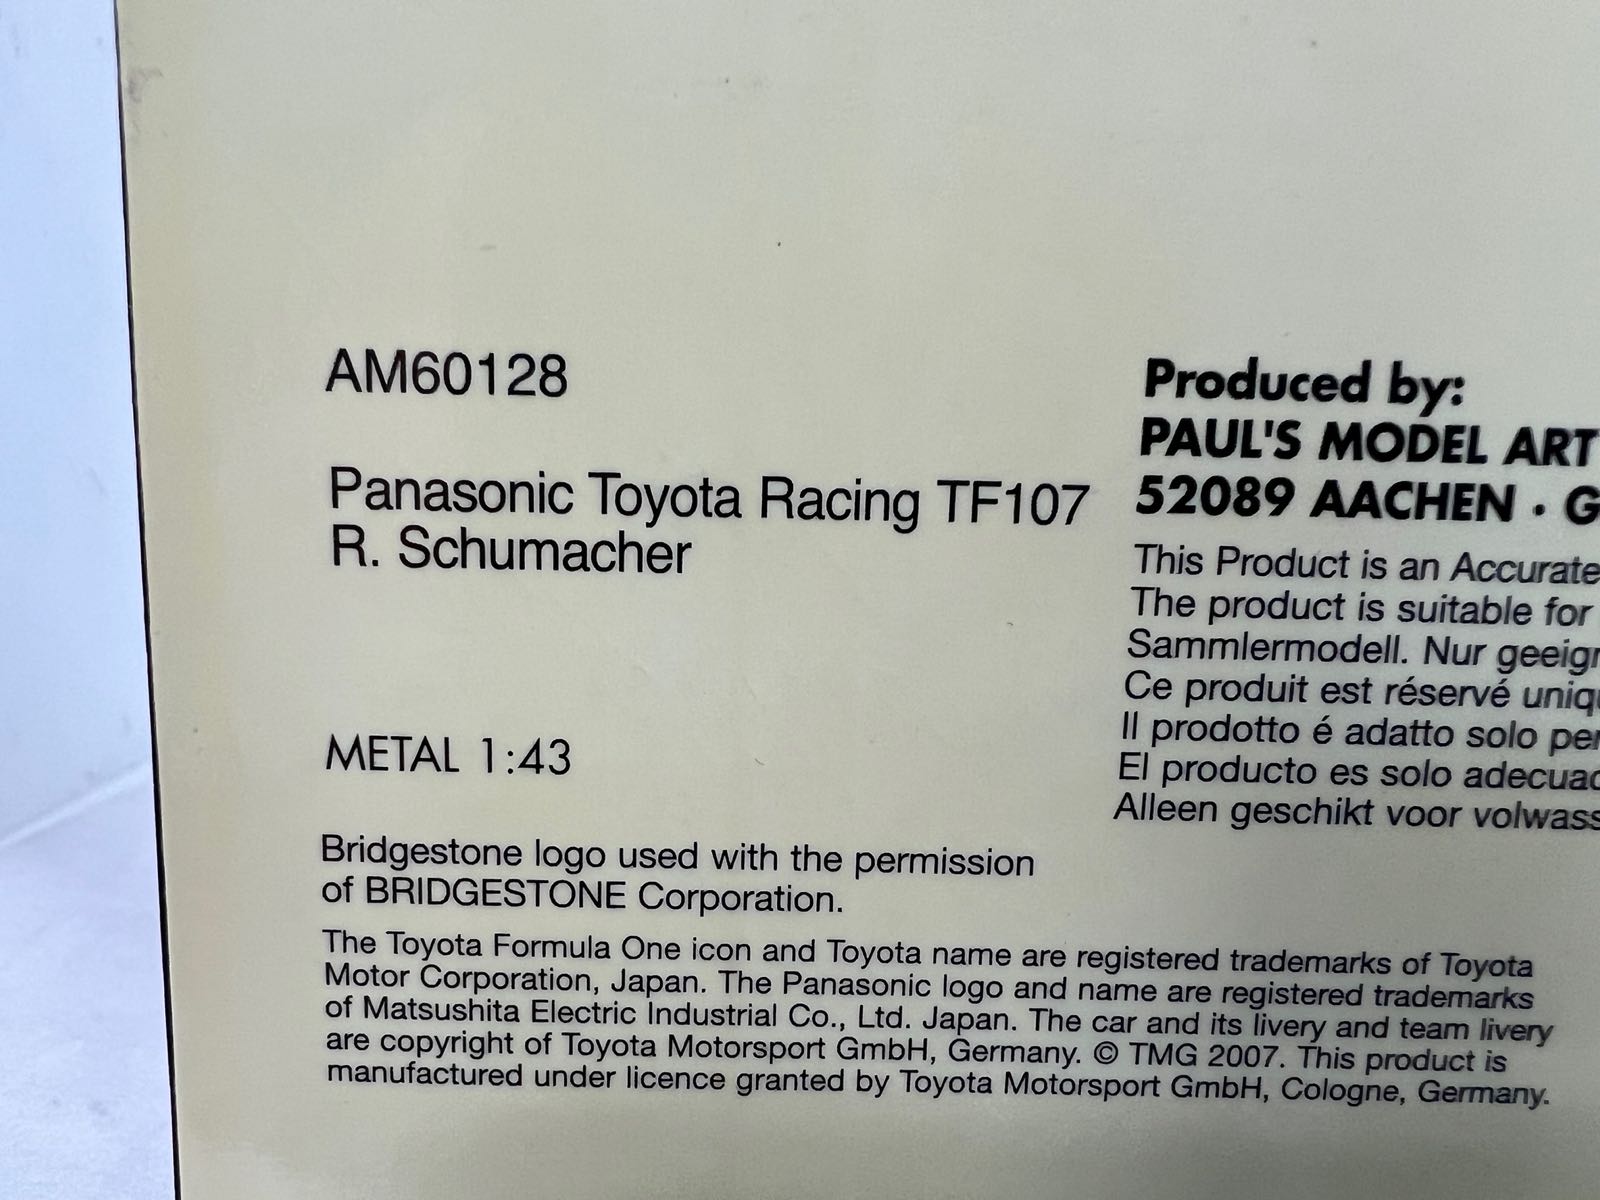 AM60128
Panasonic Toyota Racing TF107
R. Schumacher
METAL 1:43
Bridgestone logo used with the permission
of BRIDGESTONE Corporation.
The Toyota Formula One icon and Toyota name are registered trademarks of Toyota
Motor Corporation, Japan. The Panasonic logo and name are registered trademarks
of Matsushita Electric Industrial Co., Ltd. Japan. The car and its livery and team livery
are copyright of Toyota Motorsport GmbH, Germany. © TMG 2007. This product is
manufactured under licence granted by Toyota Motorsport GmbH, Cologne, Germany.
Produced by:
PAUL'S MODEL ART
52089 AACHEN ·
This Product is an Accurate
The product is suitable for
Sammlermodell. Nur
Ce produit est réservé
Il prodotto é adatto solo
El producto es solo
Alleen geschikt voor